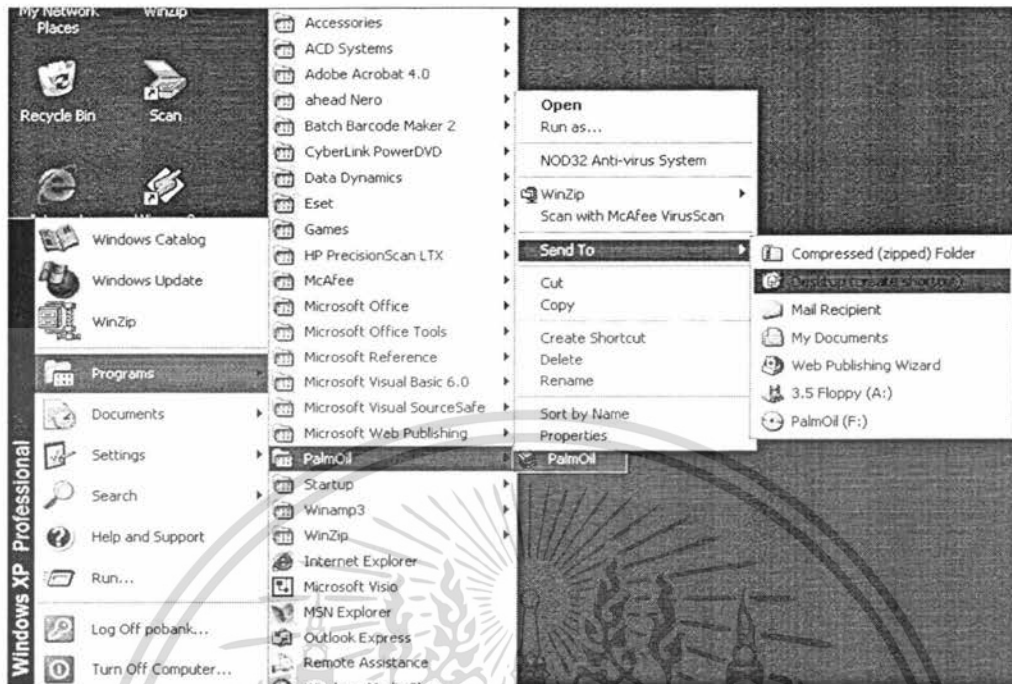 My Network
Places
WinZip
Recycle Bin
Scan
Windows Catalog
Windows Update
WinZip
Programs
Documents
Settings
Search
Help and Support
Run...
Log Off pobank...
Turn Off Computer...
Windows XP Professional
Accessories
ACD Systems
Adobe Acrobat 4.0
ahead Nero
Batch Barcode Maker 2
CyberLink PowerDVD
Data Dynamics
Eset
Games
HP PrecisionScan LTX
McAfee
Microsoft Office
Microsoft Office Tools
Microsoft Reference
Microsoft Visual Basic 6.0
Microsoft Visual SourceSafe
Microsoft Web Publishing
PalmOil
Startup
Winamp3
WinZip
Internet Explorer
Microsoft Visio
MSN Explorer
Outlook Express
Remote Assistance
PalmOil
Open
Run as...
NOD32 Anti-virus System
WinZip
Scan with McAfee VirusScan
Send To
Cut
Copy
Create Shortcut
Delete
Rename
Sort by Name
Properties
Compressed (zipped) Folder
Desktop (create shortcut)
Mail Recipient
My Documents
Web Publishing Wizard
3.5 Floppy (A:)
PalmOil (F:)